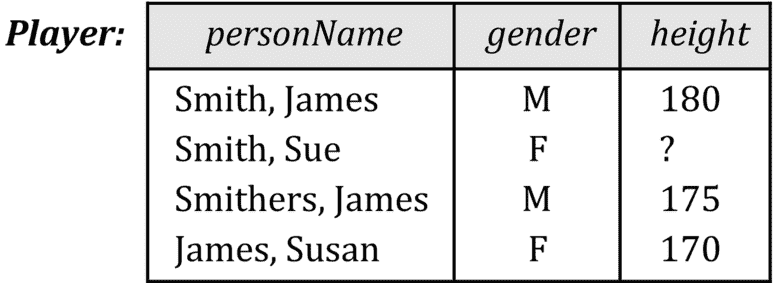 Player: personName gender height
Smith, James M 180
Smith, Sue F ?
Smithers, James M 175
James, Susan F 170